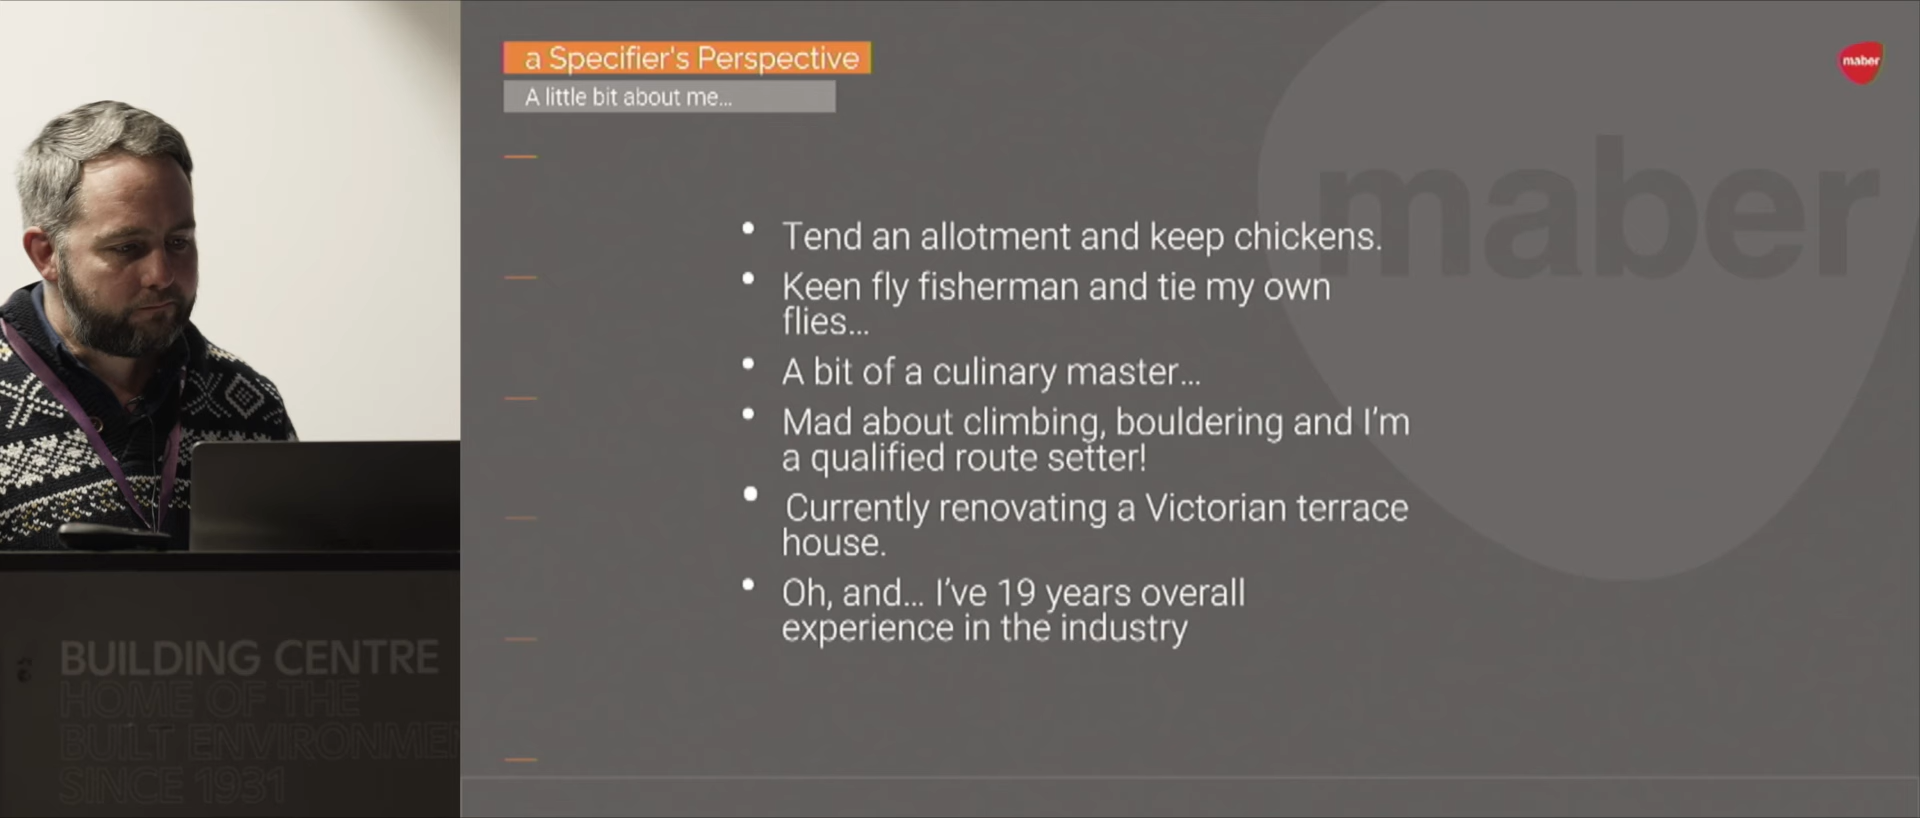 a Specifier's Perspective
A little bit about me...
maber
maber
• Tend an allotment and keep chickens.
• Keen fly fisherman and tie my own
flies...
• A bit of a culinary master...
• Mad about climbing, bouldering and I'm
a qualified route setter!
• Currently renovating a Victorian terrace
house.
• Oh, and... I've 19 years overall
experience in the industry
BUILDING CENTRE
HOME OF THE
BUILT ENVIRONME
SINCE 1931